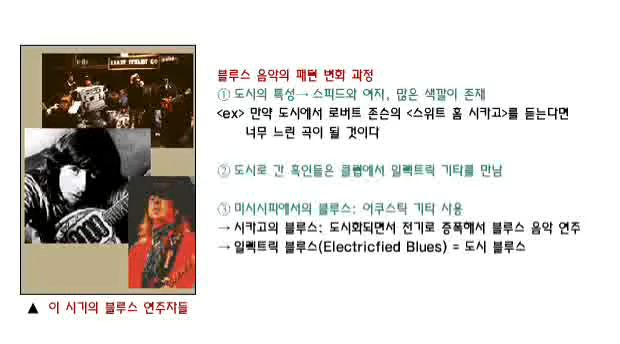 블루스 음악의 패턴 변화 과정
① 도시의 특성→ 스피드와 여자, 많은 색깔이 존재
<ex> 만약 도시에서 로버트 존슨의 <스위트 홈 시카고>를 듣는다면
너무 느린 곡이 될 것이다
② 도시로 간 흑인들은 클럽에서 일렉트릭 기타를 만남
③ 미시시피에서의 블루스: 어쿠스틱 기타 사용
→ 시카고의 블루스: 도시화되면서 전기로 증폭해서 블루스 음악 연주
→ 일렉트릭 블루스(Electricfied Blues) = 도시 블루스
▲ 이 시기의 블루스 연주자들